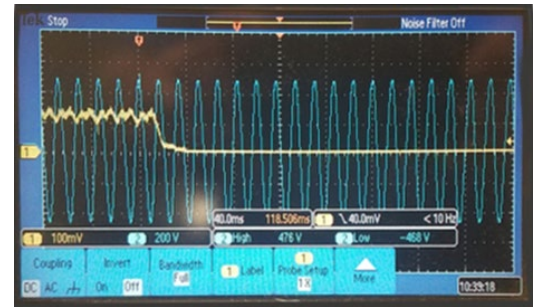 Tek Stop Noise Filter Off
1
40.0ms 118.506ms 1 \ 40.0mV < 10 Hz
1 100mV 2 200 V 2 High 476 V 2 Low -468 V
Coupling Invert Bandwidth 1 Label 1 More
Full Probe Setup
DC AC On Off 1X 10:39:18